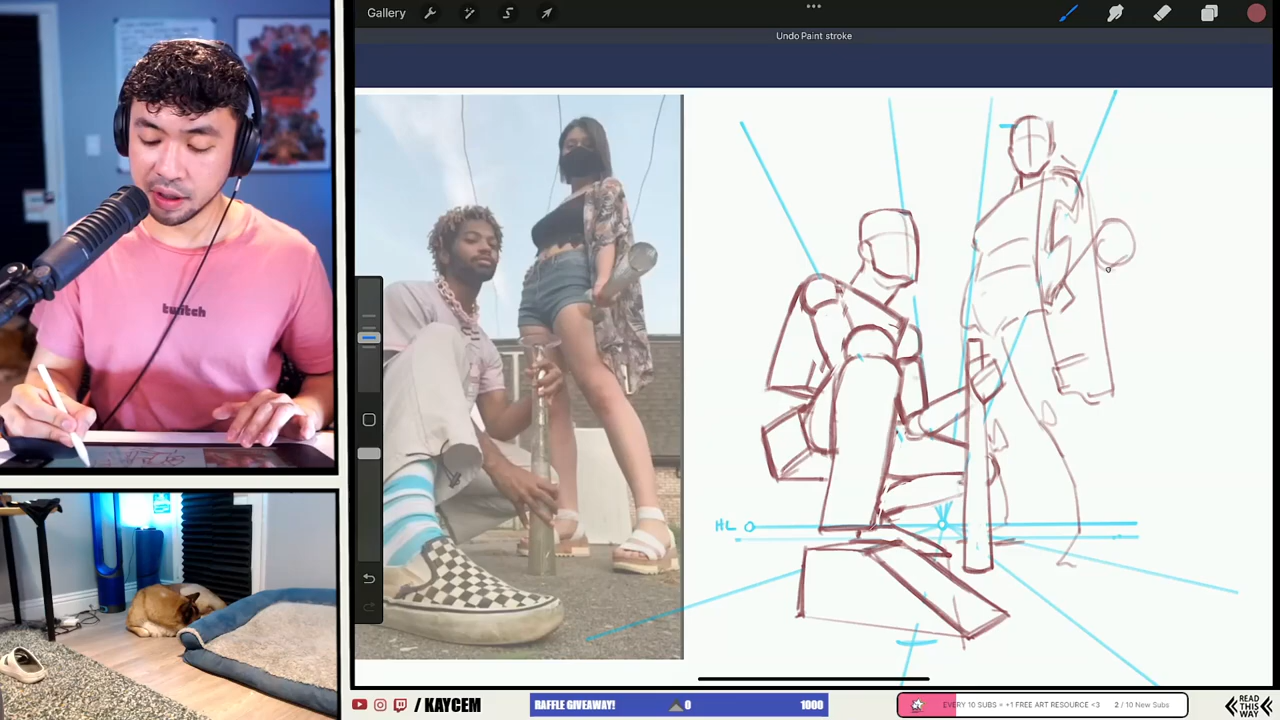 Gallery
Undo Paint stroke
twitch
HL
/ KAYCEM
RAFFLE GIVEAWAY!
0
1000
EVERY 10 SUBS = +1 FREE ART RESOURCE <3
2 / 10 New Subs
READ
THIS
WAY